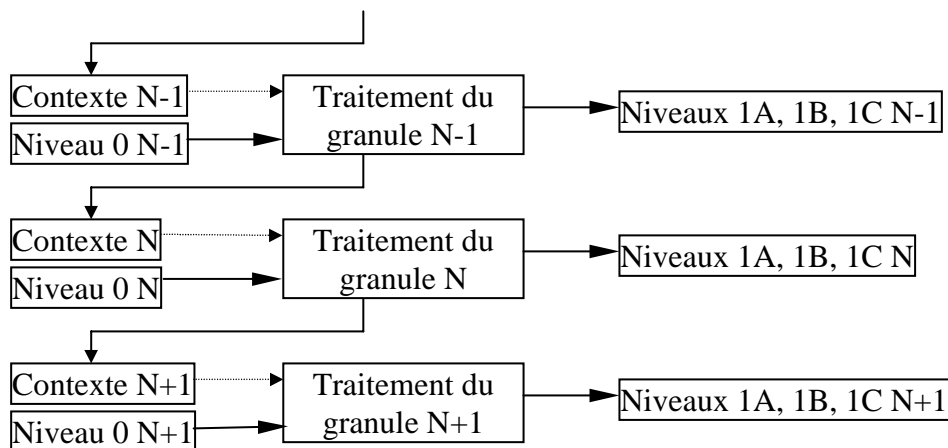 Contexte N-1
Traitement du
granule N-1
Niveaux 1A, 1B, 1C N-1
Niveau 0 N-1
Contexte N
Traitement du
granule N
Niveaux 1A, 1B, 1C N
Niveau 0 N
Contexte N+1
Traitement du
granule N+1
Niveaux 1A, 1B, 1C N+1
Niveau 0 N+1